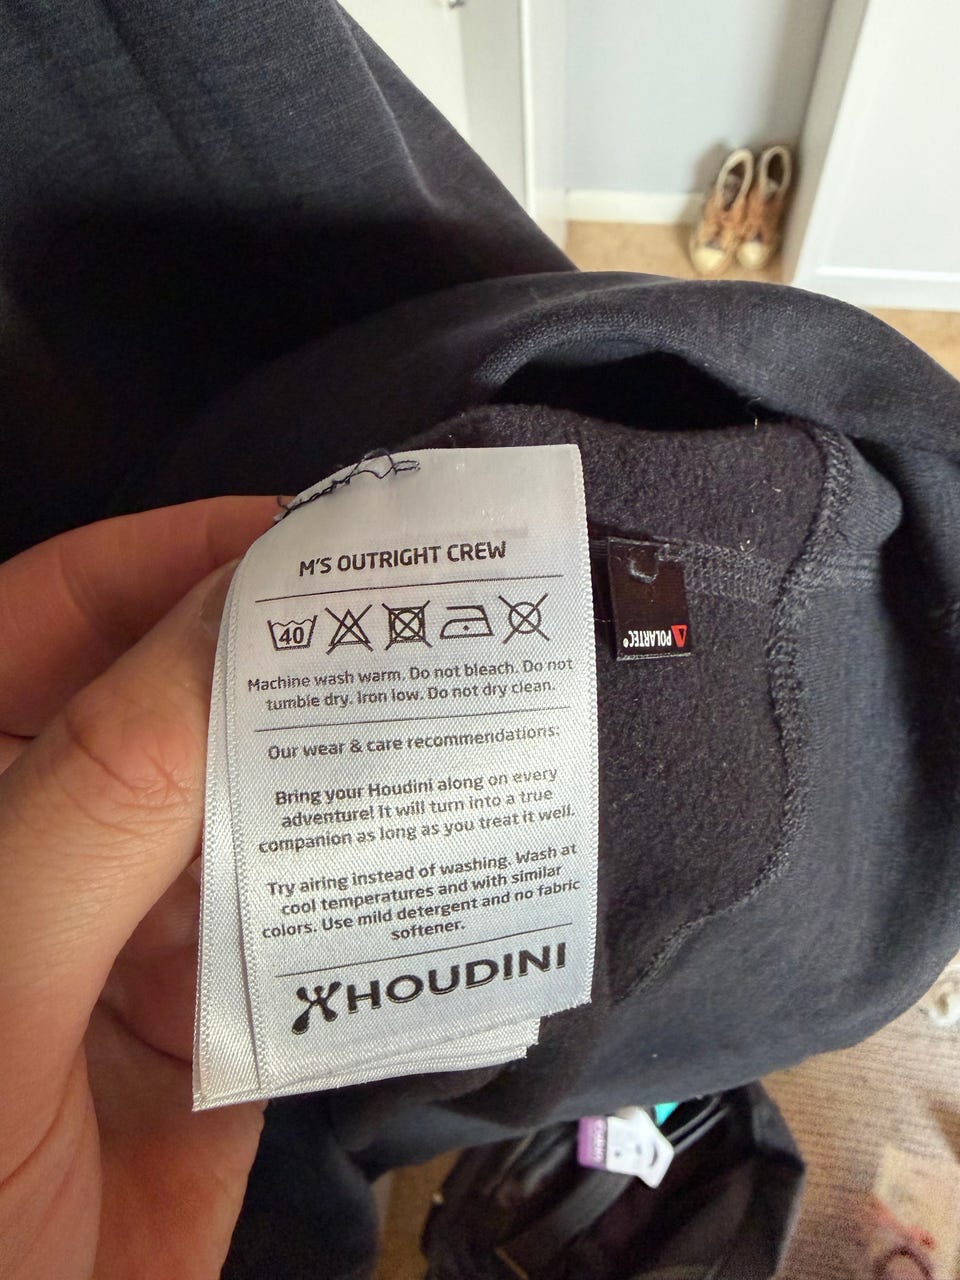 M'S OUTRIGHT CREW
40
Machine wash warm. Do not bleach. Do not
tumble dry. Iron low. Do not dry clean.
Our wear & care recommendations:
Bring your Houdini along on every
adventure! It will turn into a true
companion as long as you treat it well.
Try airing instead of washing. Wash at
cool temperatures and with similar
colors. Use mild detergent and no fabric
softener.
HOUDINI
POLARTEC®